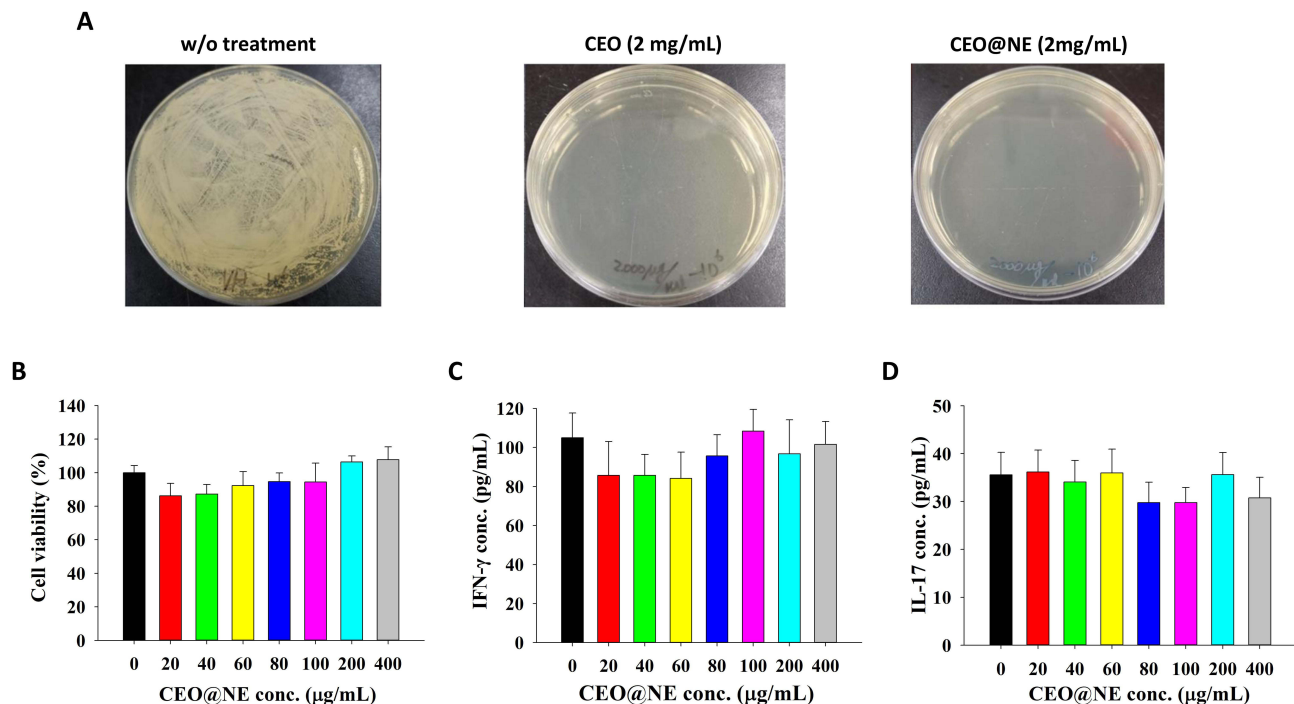 A
w/o treatment
CEO (2 mg/mL)
CEO@NE (2mg/mL)
B
Cell viability (%)
140
120
100
80
60
40
20
0
0 20 40 60 80 100 200 400
CEO@NE conc. (μg/mL)
C
IFN-γ conc. (pg/mL)
120
100
80
60
40
20
0
0 20 40 60 80 100 200 400
CEO@NE conc. (μg/mL)
D
IL-17 conc. (pg/mL)
50
40
30
20
10
0
0 20 40 60 80 100 200 400
CEO@NE conc. (μg/mL)